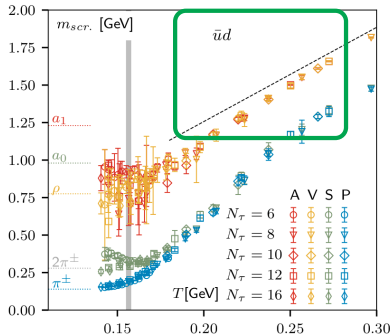 2.00
m_{scr.} [GeV]
ūd
1.75
1.50
1.25
a₁
1.00
a₀
0.75
ρ
A V S P
0.50
N_τ = 6
N_τ = 8
2π^±
N_τ = 10
0.25
N_τ = 12
π^±
T[GeV]
N_τ = 16
0.00
0.15 0.20 0.25 0.30